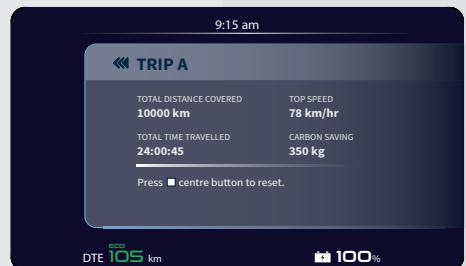 9:15 am
TRIP A
TOTAL DISTANCE COVERED
10000 km
TOP SPEED
78 km/hr
TOTAL TIME TRAVELLED
24:00:45
CARBON SAVING
350 kg
Press centre button to reset.
ECO
DTE 105 km
100%